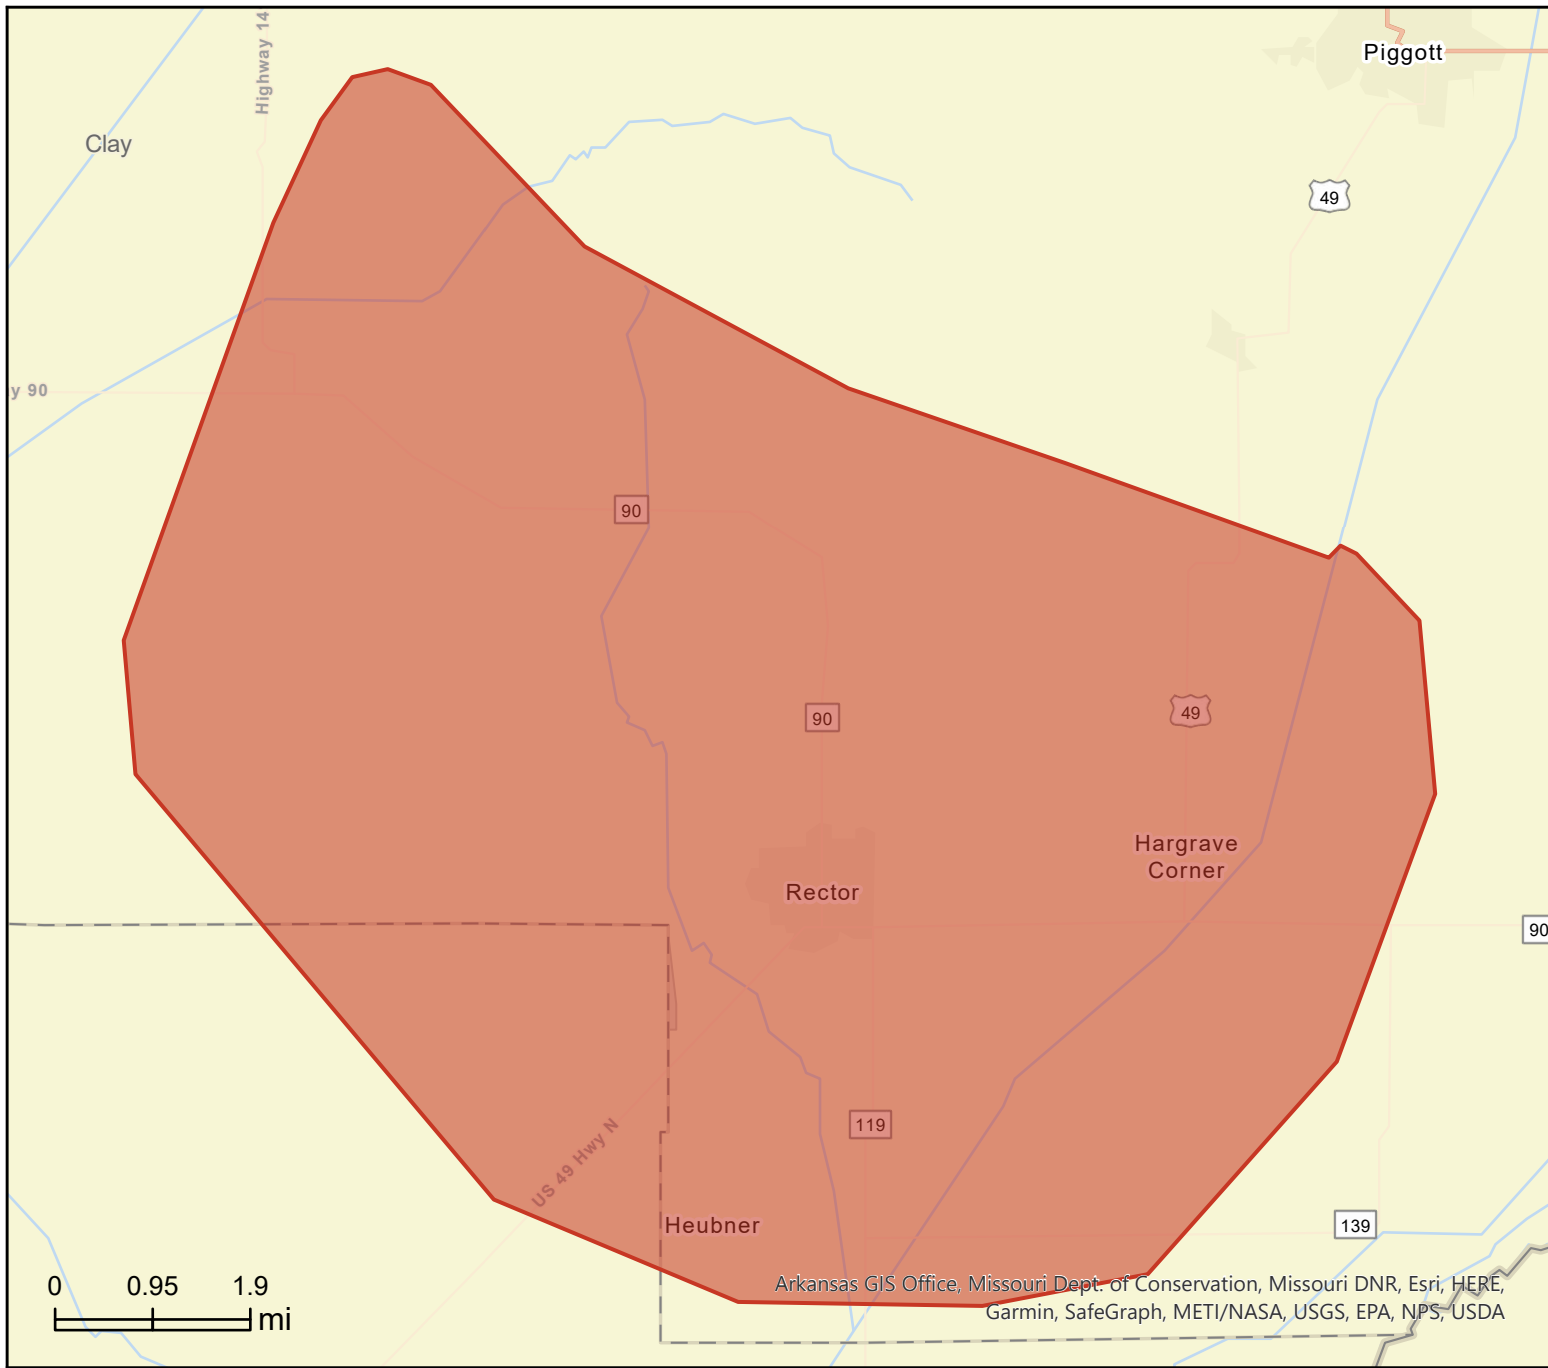 Highway 14
Piggott
Clay
49
y 90
90
90
49
Hargrave
Corner
Rector
90
119
US 49 Hwy N
Heubner
139
0 0.95 1.9
mi
Arkansas GIS Office, Missouri Dept. of Conservation, Missouri DNR, Esri, HERE,
Garmin, SafeGraph, METI/NASA, USGS, EPA, NPS, USDA